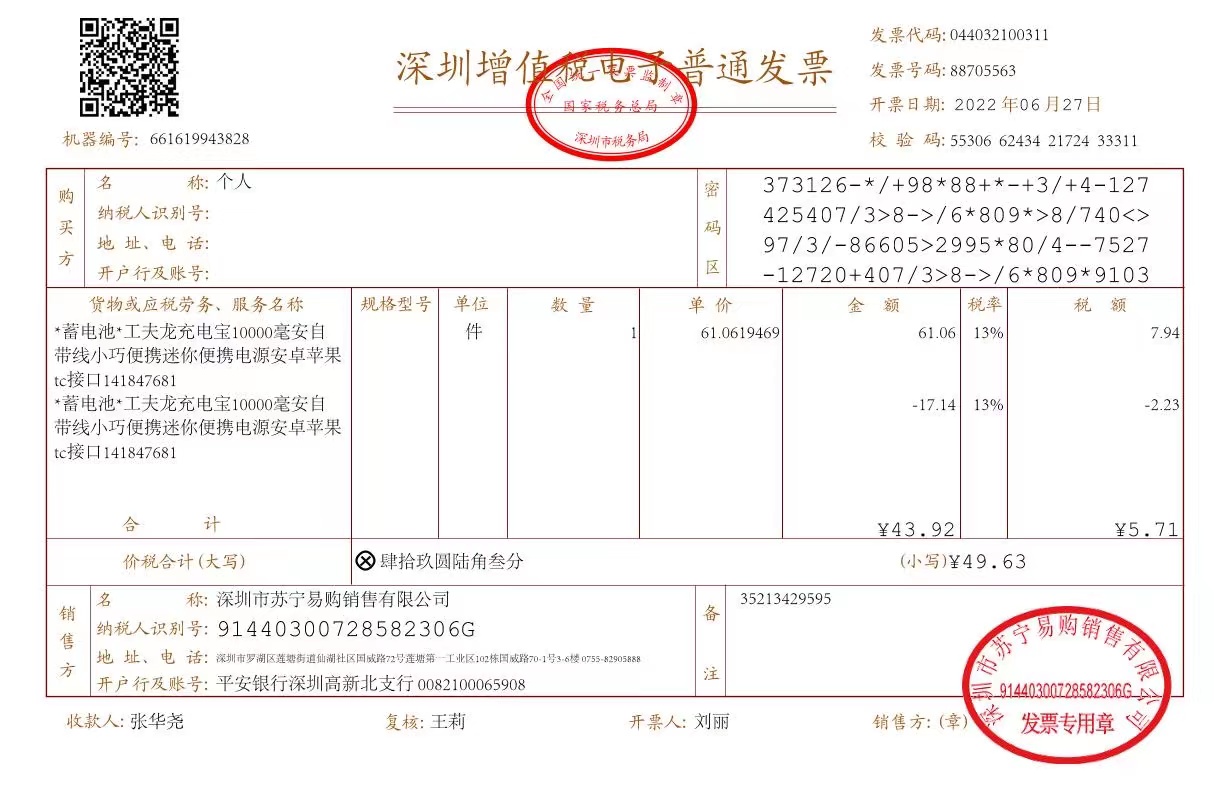 深圳增值税电子普通发票
全国统一发票监制章
国家税务总局
深圳市税务局
发票代码: 044032100311
发票号码: 88705563
开票日期: 2022 年06 月27日
校 验 码: 55306 62434 21724 33311
机器编号: 661619943828
购买方
名 称: 个人
纳税人识别号:
地 址、电 话:
开户行及账号:
密码区
373126-*/+98*88+*-+3/+4-127
425407/3>8->/6*809*>8/740<>
97/3/-86605>2995*80/4--7527
-12720+407/3>8->/6*809*9103
货物或应税劳务、服务名称 规格型号 单位 数 量 单 价 金 额 税率 税 额
*蓄电池*工夫龙充电宝10000毫安自 件 1 61.0619469 61.06 13% 7.94
带线小巧便携迷你便携电源安卓苹果
tc接口141847681
*蓄电池*工夫龙充电宝10000毫安自 -17.14 13% -2.23
带线小巧便携迷你便携电源安卓苹果
tc接口141847681
合 计 ¥43.92 ¥5.71
价税合计(大写) ⊗肆拾玖圆陆角叁分 (小写)¥49.63
销售方
名 称: 深圳市苏宁易购销售有限公司
纳税人识别号: 91440300728582306G
地 址、电 话: 深圳市罗湖区莲塘街道仙湖社区国威路72号莲塘第一工业区102栋国威路70-1号3-6楼 0755-82905888
开户行及账号: 平安银行深圳高新北支行 0082100065908
备注
35213429595
深圳市苏宁易购销售有限公司
91440300728582306G
发票专用章
收款人: 张华尧 复核: 王莉 开票人: 刘丽 销售方: (章)